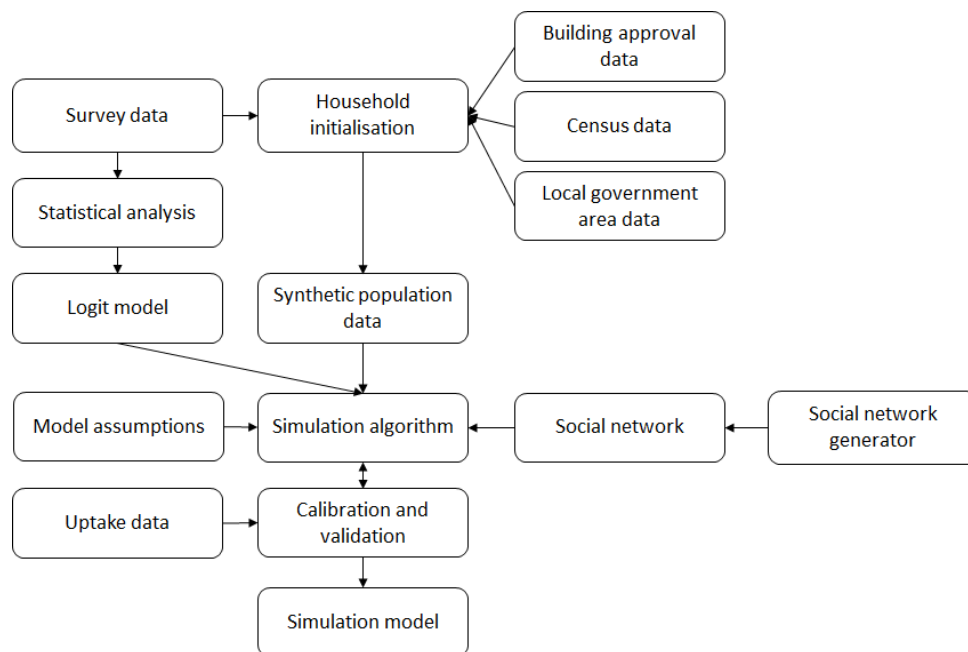 Building approval
data
Survey data
Household
initialisation
Census data
Statistical analysis
Local government
area data
Logit model
Synthetic population
data
Model assumptions
Simulation algorithm
Social network
Social network
generator
Uptake data
Calibration and
validation
Simulation model